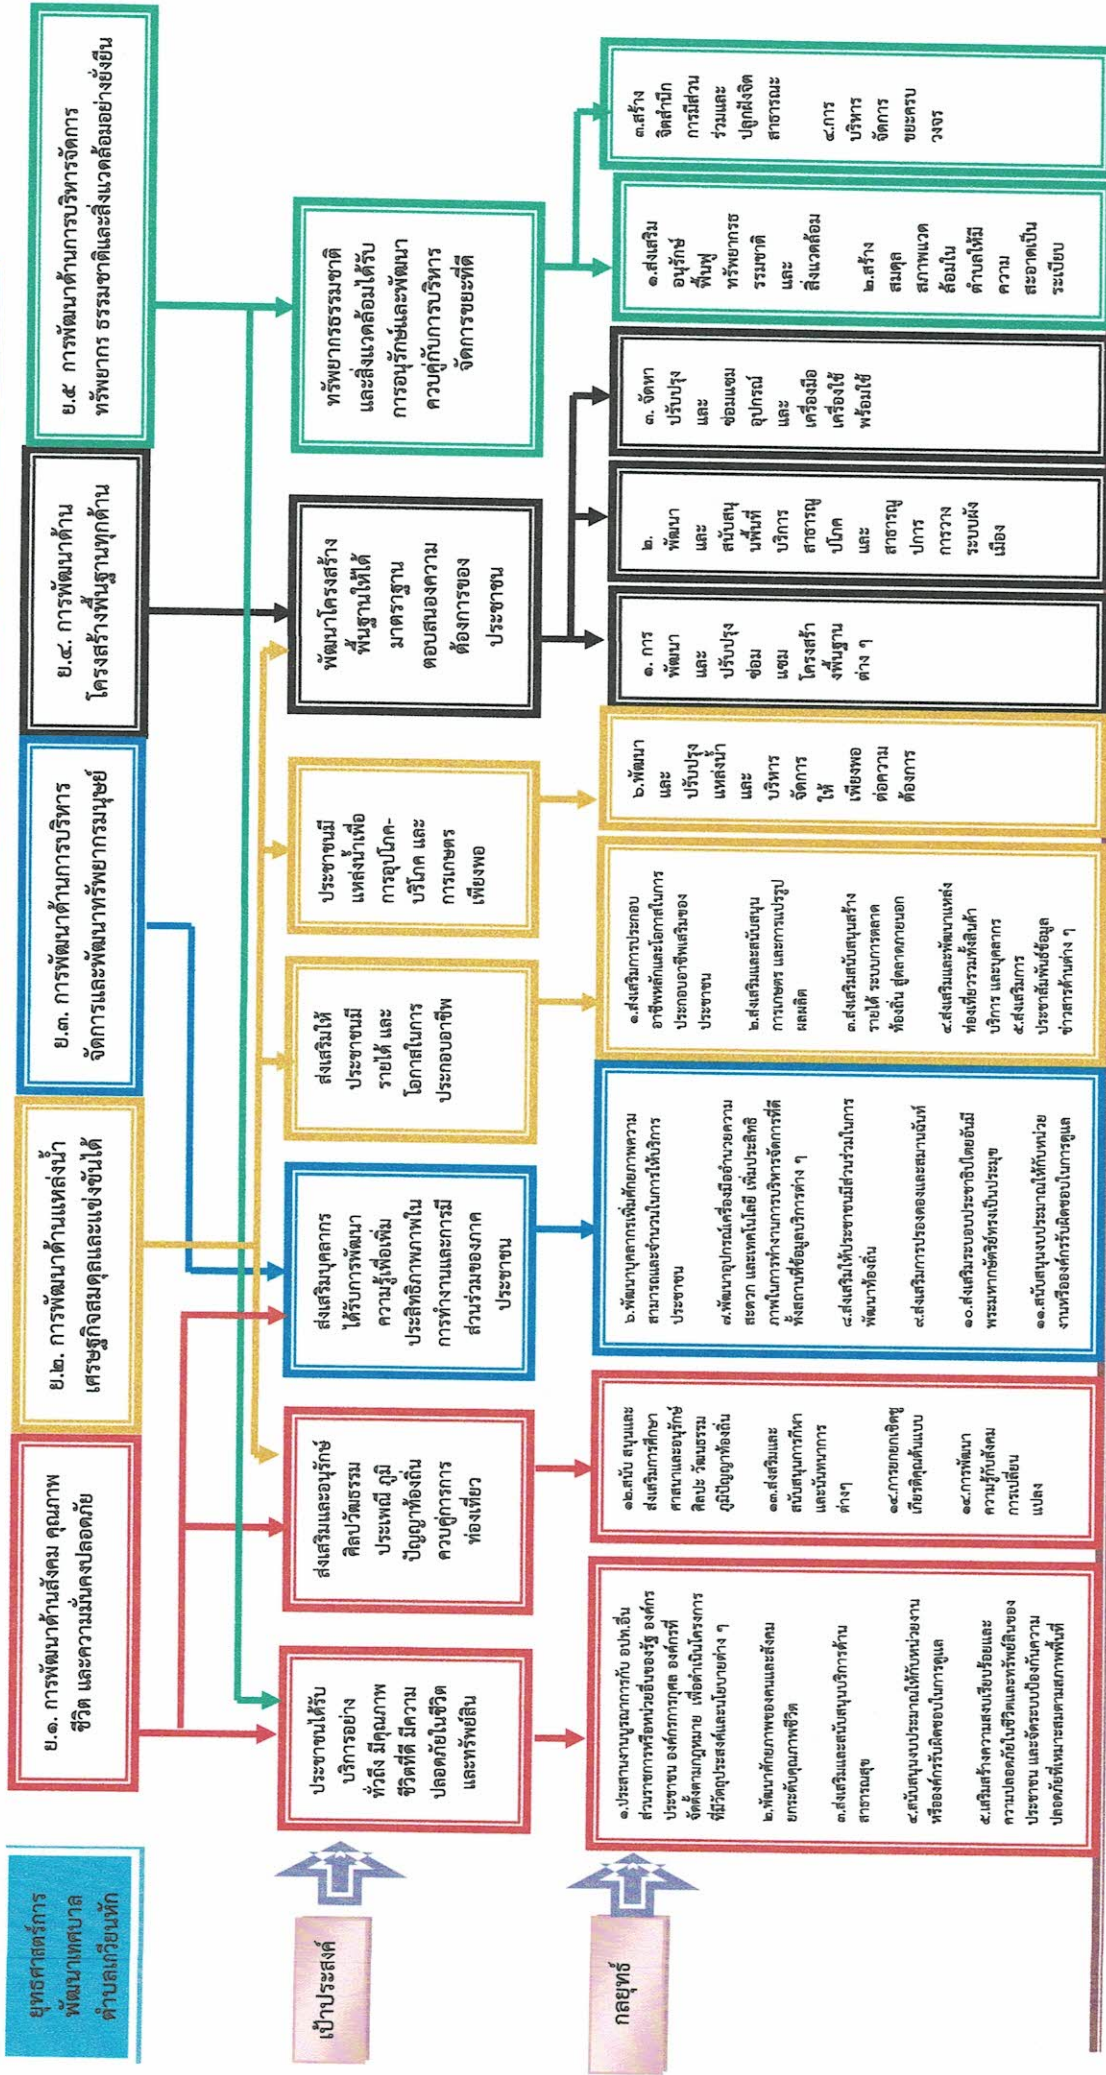 ยุทธศาสตร์การ
พัฒนาเทศบาล
ตำบลเกวียนหัก
ย.๑. การพัฒนาด้านสังคม คุณภาพ
ชีวิต และความมั่นคงปลอดภัย
ย.๒. การพัฒนาด้านแหล่งน้ำ
เศรษฐกิจสมดุลและแข่งขันได้
ย.๓. การพัฒนาด้านการบริหาร
จัดการและพัฒนาทรัพยากรมนุษย์
ย.๔. การพัฒนาด้าน
โครงสร้างพื้นฐานทุกด้าน
ย.๕ การพัฒนาด้านการบริหารจัดการ
ทรัพยากร ธรรมชาติและสิ่งแวดล้อมอย่างยั่งยืน
เป้าประสงค์
ประชาชนได้รับ
บริการอย่าง
ทั่วถึง มีคุณภาพ
ชีวิตที่ดี มีความ
ปลอดภัยในชีวิต
และทรัพย์สิน
ส่งเสริมและอนุรักษ์
ศิลปวัฒนธรรม
ประเพณี ภูมิ
ปัญญาท้องถิ่น
ควบคู่การการ
ท่องเที่ยว
ส่งเสริมบุคลากร
ได้รับการพัฒนา
ความรู้เพื่อเพิ่ม
ประสิทธิภาพภาพใน
การทำงานและการมี
ส่วนร่วมของภาค
ประชาชน
ส่งเสริมให้
ประชาชนมี
รายได้ และ
โอกาสในการ
ประกอบอาชีพ
ประชาชนมี
แหล่งน้ำเพื่อ
การอุปโภค-
บริโภค และ
การเกษตร
เพียงพอ
พัฒนาโครงสร้าง
พื้นฐานให้ได้
มาตราฐาน
ตอบสนองความ
ต้องการของ
ประชาชน
ทรัพยากรธรรมชาติ
และสิ่งแวดล้อมได้รับ
การอนุรักษ์และพัฒนา
ควบคู่กับการบริหาร
จัดการขยะที่ดี
กลยุทธ์
๑.ประสานงานบูรณาการกับ อปท.อื่น
ส่วนราชการหรือหน่วยอื่นของรัฐ องค์กร
ประชาชน องค์กรการกุศล องค์กรที่
จัดตั้งตามกฎหมาย เพื่อดำเนินโครงการ
ที่มีวัตถุประสงค์และนโยบายต่าง ๆ
๒.พัฒนาศักยภาพของคนและสังคม
ยกระดับคุณภาพชีวิต
๓.ส่งเสริมและสนับสนุนบริการด้าน
สาธารณสุข
๔.สนับสนุนงบประมาณให้กับหน่วยงาน
หรือองค์กรรับผิดชอบในการดูแล
๕.เสริมสร้างความสงบเรียบร้อยและ
ความปลอดภัยในชีวิตและทรัพย์สินของ
ประชาชน และจัดระบบป้องกันความ
ปลอดภัยที่เหมาะสมตามสภาพพื้นที่
๑๒.สนับ สนุนและ
ส่งเสริมการศึกษา
ศาสนาและอนุรักษ์
ศิลปะ วัฒนธรรม
ภูมิปัญญาท้องถิ่น
๑๓.ส่งเสริมและ
สนับสนุนการกีฬา
และนันทนาการ
ต่างๆ
๑๔.การยกยกเชิดชู
เกียรติคุณต้นแบบ
๑๔.การพัฒนา
ความรู้กับสังคม
การเปลี่ยน
แปลง
๖.พัฒนาบุคลากรเพิ่มศักยภาพความ
สามารถและจำนวนในการให้บริการ
ประชาชน
๗.พัฒนาอุปกรณ์เครื่องมืออำนวยความ
สะดวก และเทคโนโลยี เพิ่มประสิทธิ
ภาพในการทำงานการบริหารจัดการที่ดี
ทั้งสถานที่ข้อมูลบริการต่าง ๆ
๘.ส่งเสริมให้ประชาชนมีส่วนร่วมในการ
พัฒนาท้องถิ่น
๙.ส่งเสริมการปรองดองและสมานฉันท์
๑๐.ส่งเสริมระบอบประชาธิปไตยอันมี
พระมหากษัตริย์ทรงเป็นประมุข
๑๑.สนับสนุนงบประมาณให้กับหน่วย
งานหรือองค์กรรับผิดชอบในการดูแล
๑.ส่งเสริมการประกอบ
อาชีพหลักและโอกาสในการ
ประกอบอาชีพเสริมของ
ประชาชน
๒.ส่งเสริมและสนับสนุน
การเกษตร และการแปรรูป
ผลผลิต
๓.ส่งเสริมสนับสนุนสร้าง
รายได้ ระบบการตลาด
ท้องถิ่น สู่ตลาดภายนอก
๔.ส่งเสริมและพัฒนาแหล่ง
ท่องเที่ยวรวมทั้งสินค้า
บริการ และบุคลากร
๕.ส่งเสริมการ
ประชาสัมพันธ์ข้อมูล
ข่าวสารด้านต่าง ๆ
๖.พัฒนา
และ
ปรับปรุง
แหล่งน้ำ
และ
บริหาร
จัดการ
ให้
เพียงพอ
ต่อความ
ต้องการ
๑. การ
พัฒนา
และ
ปรับปรุง
ซ่อม
แซม
โครงสร้า
งพื้นฐาน
ต่าง ๆ
๒.
พัฒนา
และ
สนับสนุ
นพื้นที่
บริการ
สาธารณู
ปโภค
และ
สาธารณู
ปการ
การวาง
ระบบผัง
เมือง
๓. จัดหา
ปรับปรุง
และ
ซ่อมแซม
อุปกรณ์
และ
เครื่องมือ
เครื่องใช้
พร้อมใช้
๑.ส่งเสริม
อนุรักษ์
ฟื้นฟู
ทรัพยากรธ
รรมชาติ
และ
สิ่งแวดล้อม
๒.สร้าง
สมดุล
สภาพแวด
ล้อมใน
ตำบลให้มี
ความ
สะอาดเป็น
ระเบียบ
๓.สร้าง
จิตสำนึก
การมีส่วน
ร่วมและ
ปลูกฝังจิต
สาธารณะ
๔.การ
บริหาร
จัดการ
ขยะครบ
วงจร